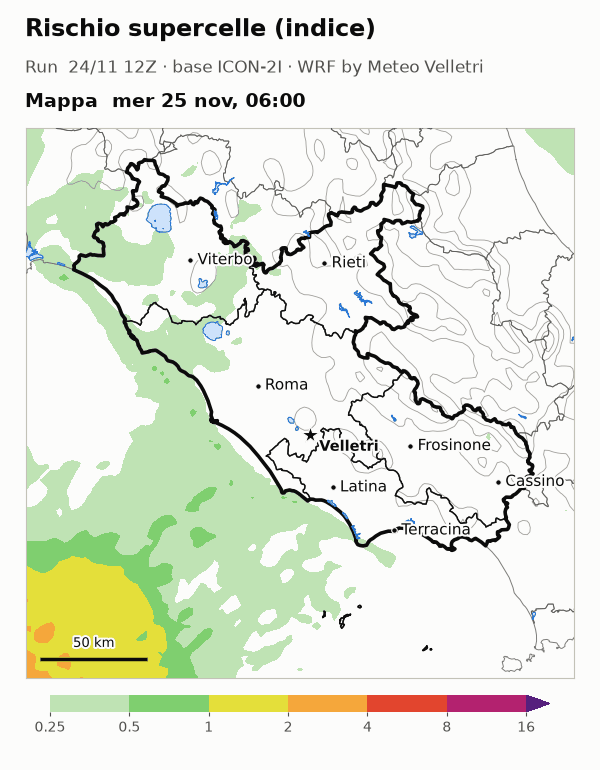 Rischio supercelle (indice)
Run  24/11 12Z · base ICON-2I · WRF by Meteo Velletri
Mappa  mer 25 nov, 06:00
Viterbo
Rieti
Roma
Velletri
Frosinone
Cassino
Latina
Terracina
50 km
0.25 0.5 1 2 4 8 16